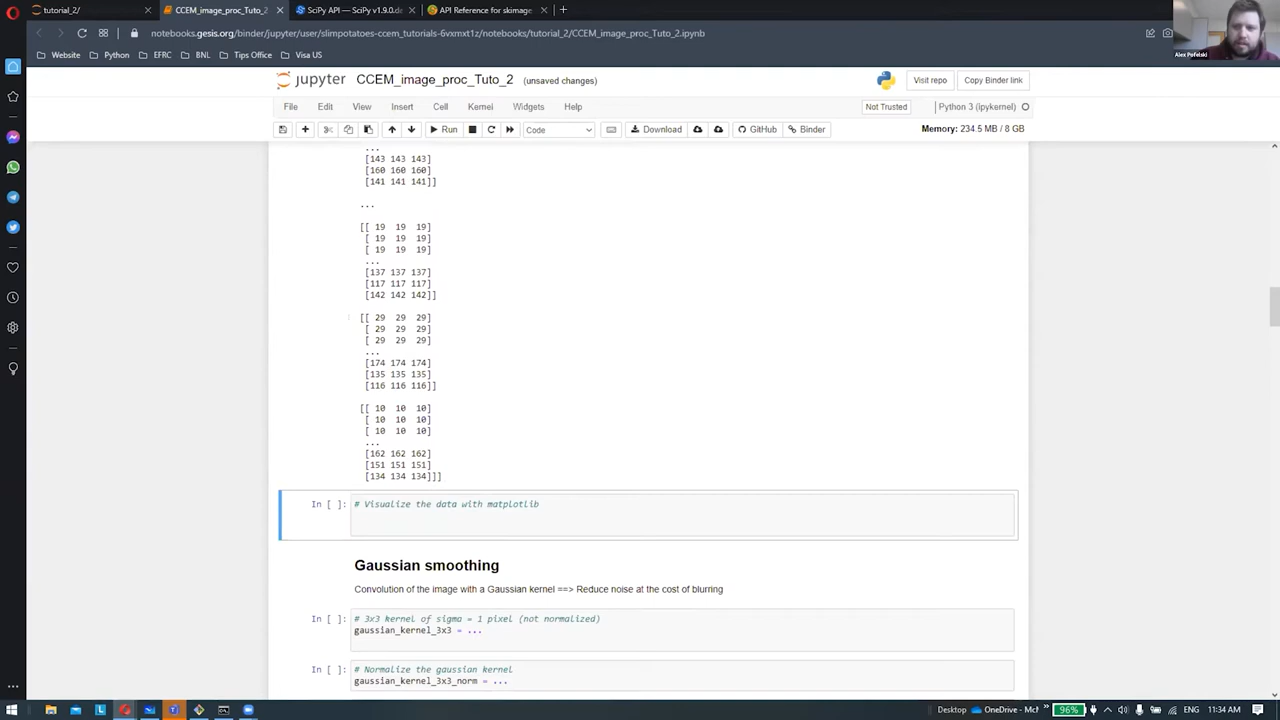 tutorial_2/
CCEM_image_proc_Tuto_2
SciPy API — SciPy v1.9.0.de
API Reference for skimage
notebooks.gesis.org/binder/jupyter/user/slimpotatoes-ccem_tutorials-6vxmxt1z/notebooks/tutorial_2/CCEM_image_proc_Tuto_2.ipynb
Alex Pofelski
Website
Python
EFRC
BNL
Tips Office
Visa US
jupyter
CCEM_image_proc_Tuto_2
(unsaved changes)
Visit repo
Copy Binder link
File
Edit
View
Insert
Cell
Kernel
Widgets
Help
Not Trusted
Python 3 (ipykernel)
Run
Code
Download
GitHub
Binder
Memory: 234.5 MB / 8 GB
...
[143 143 143]
[160 160 160]
[141 141 141]]
...
[[ 19 19 19]
[ 19 19 19]
[ 19 19 19]
...
[137 137 137]
[117 117 117]
[142 142 142]]
[[ 29 29 29]
[ 29 29 29]
[ 29 29 29]
...
[174 174 174]
[135 135 135]
[116 116 116]]
[[ 10 10 10]
[ 10 10 10]
[ 10 10 10]
...
[162 162 162]
[151 151 151]
[134 134 134]]]
In [ ]:
# Visualize the data with matplotlib
Gaussian smoothing
Convolution of the image with a Gaussian kernel ==> Reduce noise at the cost of blurring
In [ ]:
# 3x3 kernel of sigma = 1 pixel (not normalized)
gaussian_kernel_3x3 = ...
In [ ]:
# Normalize the gaussian kernel
gaussian_kernel_3x3_norm = ...
Desktop
OneDrive - McM
96%
ENG
11:34 AM